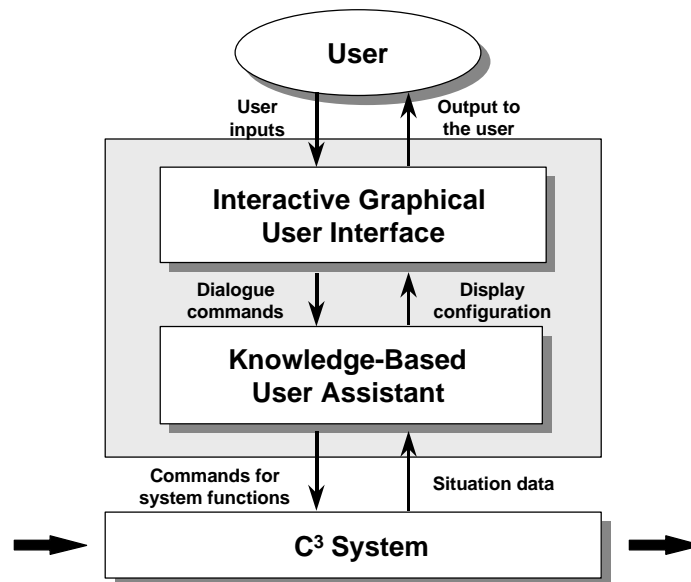 User
User
inputs
Output to
the user
Interactive Graphical
User Interface
Dialogue
commands
Display
configuration
Knowledge-Based
User Assistant
Commands for
system functions
Situation data
C³ System